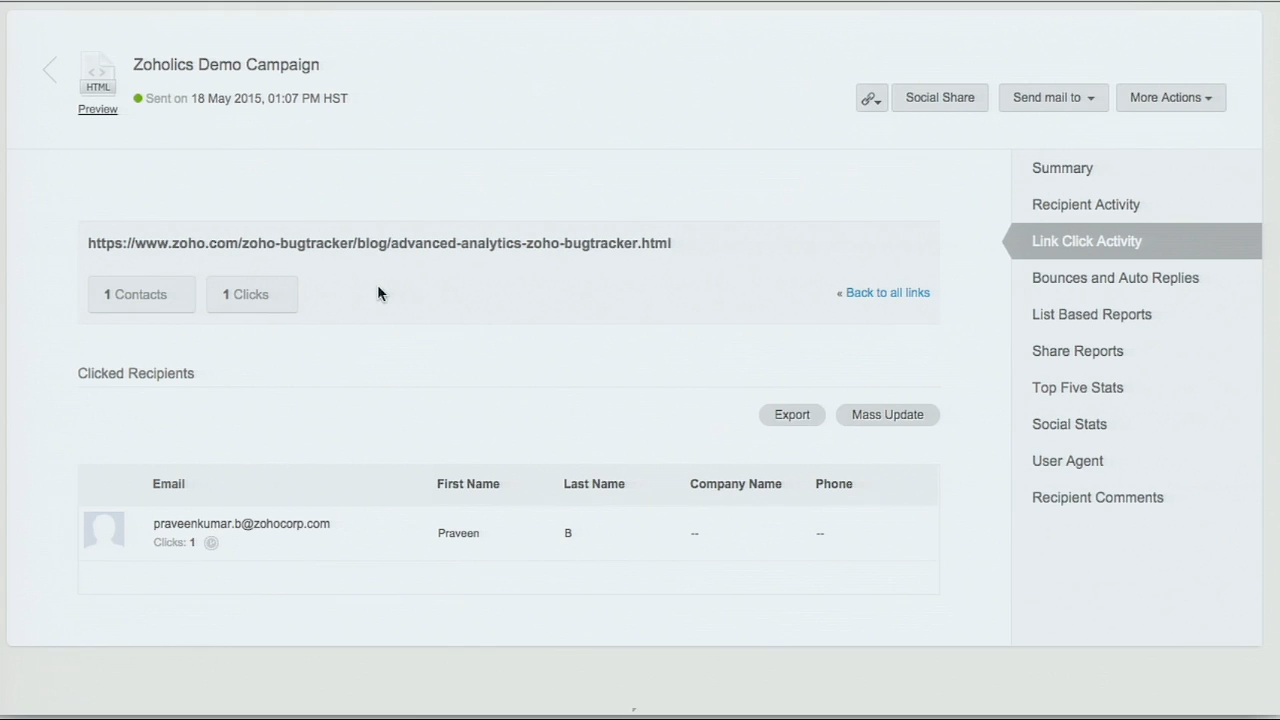 Zoholics Demo Campaign
HTML
Preview
Sent on 18 May 2015, 01:07 PM HST
Social Share
Send mail to
More Actions
Summary
Recipient Activity
Link Click Activity
Bounces and Auto Replies
List Based Reports
Share Reports
Top Five Stats
Social Stats
User Agent
Recipient Comments
https://www.zoho.com/zoho-bugtracker/blog/advanced-analytics-zoho-bugtracker.html
1 Contacts
1 Clicks
« Back to all links
Clicked Recipients
Export
Mass Update
Email First Name Last Name Company Name Phone
praveenkumar.b@zohocorp.com
Clicks: 1
Praveen B -- --